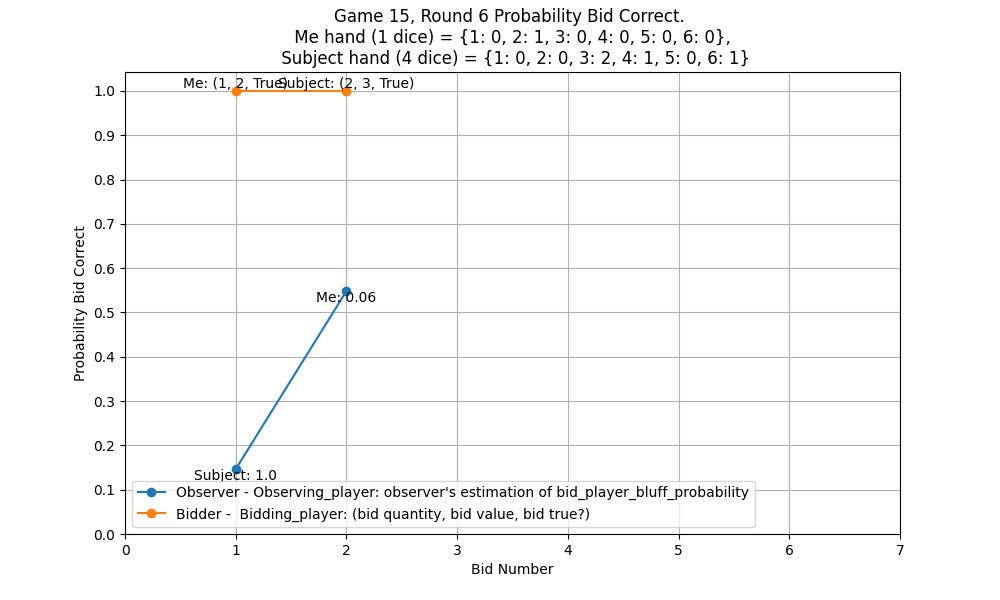 Game 15, Round 6 Probability Bid Correct.
Me hand (1 dice) = {1: 0, 2: 1, 3: 0, 4: 0, 5: 0, 6: 0},
Subject hand (4 dice) = {1: 0, 2: 0, 3: 2, 4: 1, 5: 0, 6: 1}
Me: (1, 2, True)
Subject: (2, 3, True)
1.0
0.9
0.8
0.7
0.6
0.5
0.4
0.3
0.2
0.1
0.0
Probability Bid Correct
Me: 0.06
Subject: 1.0
Observer - Observing_player: observer's estimation of bid_player_bluff_probability
Bidder -  Bidding_player: (bid quantity, bid value, bid true?)
0 1 2 3 4 5 6 7
Bid Number